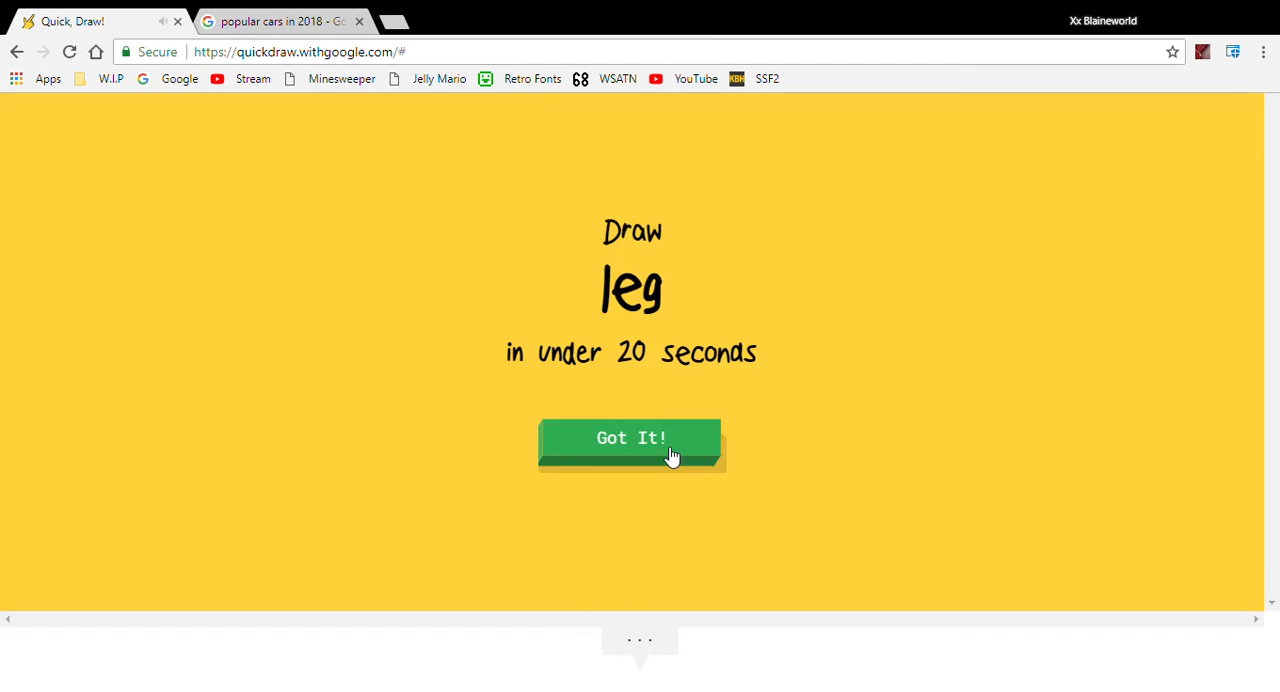 Quick, Draw!
popular cars in 2018 - Go
Xx Blaineworld
Secure
https://quickdraw.withgoogle.com/#
Apps
W.I.P
Google
Stream
Minesweeper
Jelly Mario
Retro Fonts
68
WSATN
YouTube
KBH
SSF2
Draw
leg
in under 20 seconds
Got It!
...